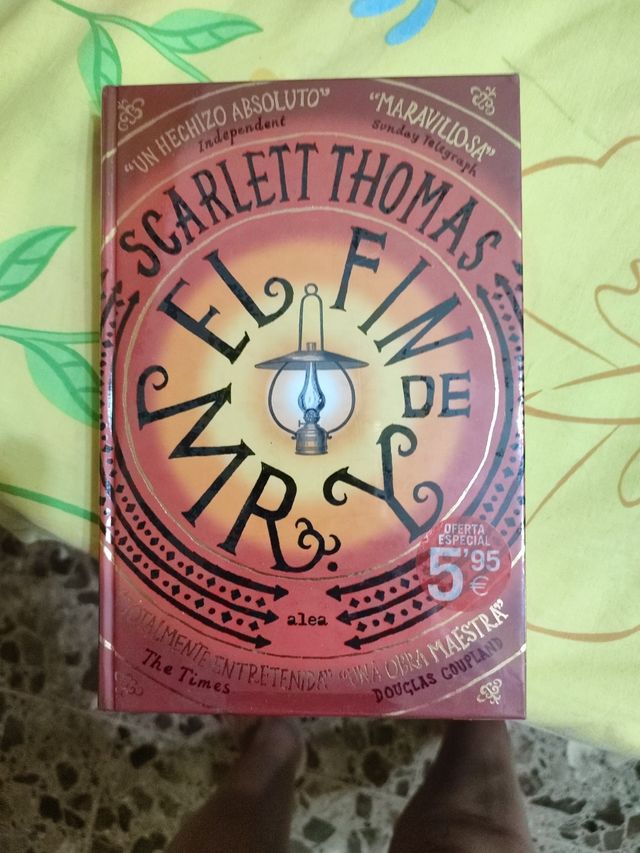 "UN HECHIZO ABSOLUTO"
Independent
"MARAVILLOSA"
Sunday Telegraph
SCARLETT THOMAS
EL FIN
DE
MR. Y
OFERTA
ESPECIAL
5'95
€
alea
"TOTALMENTE ENTRETENIDA"
The Times
"UNA OBRA MAESTRA"
DOUGLAS COUPLAND